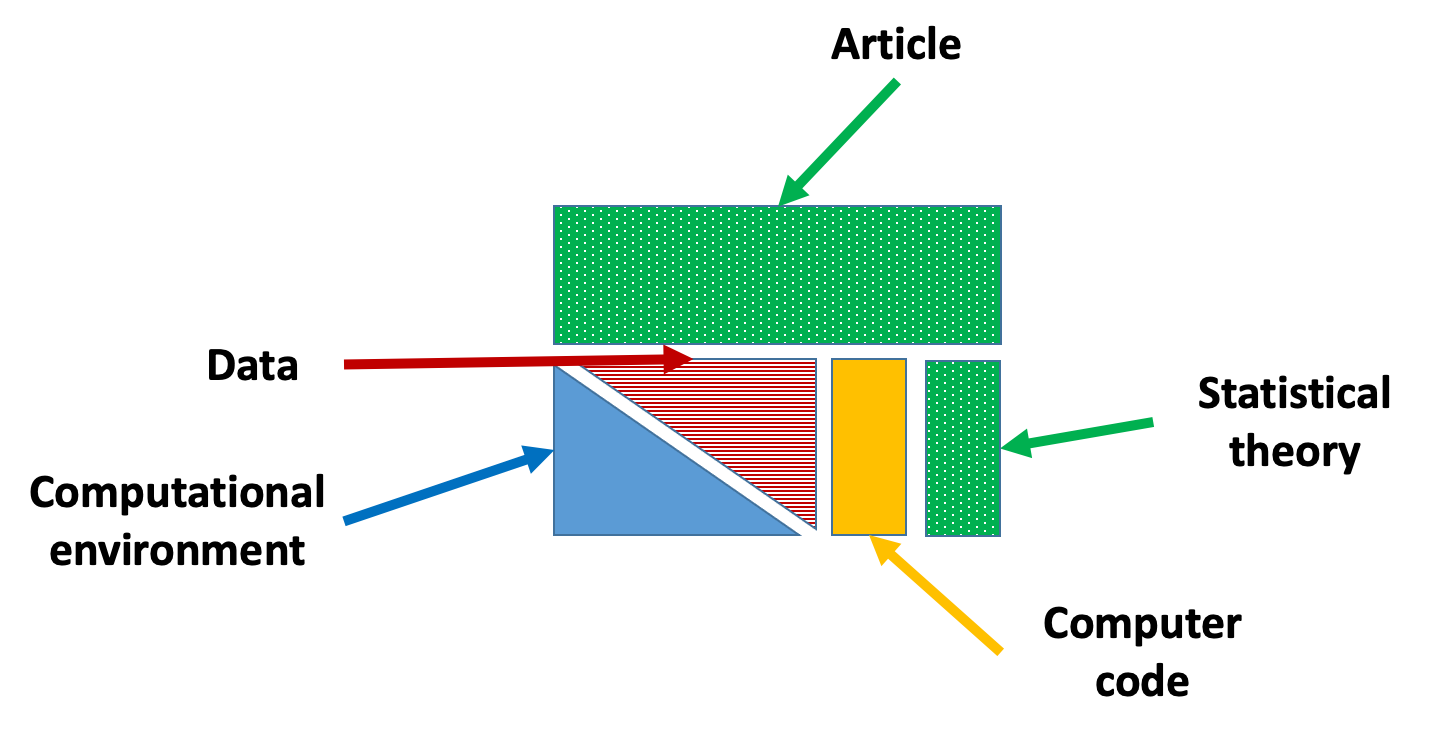 Article
Data
Statistical
theory
Computational
environment
Computer
code